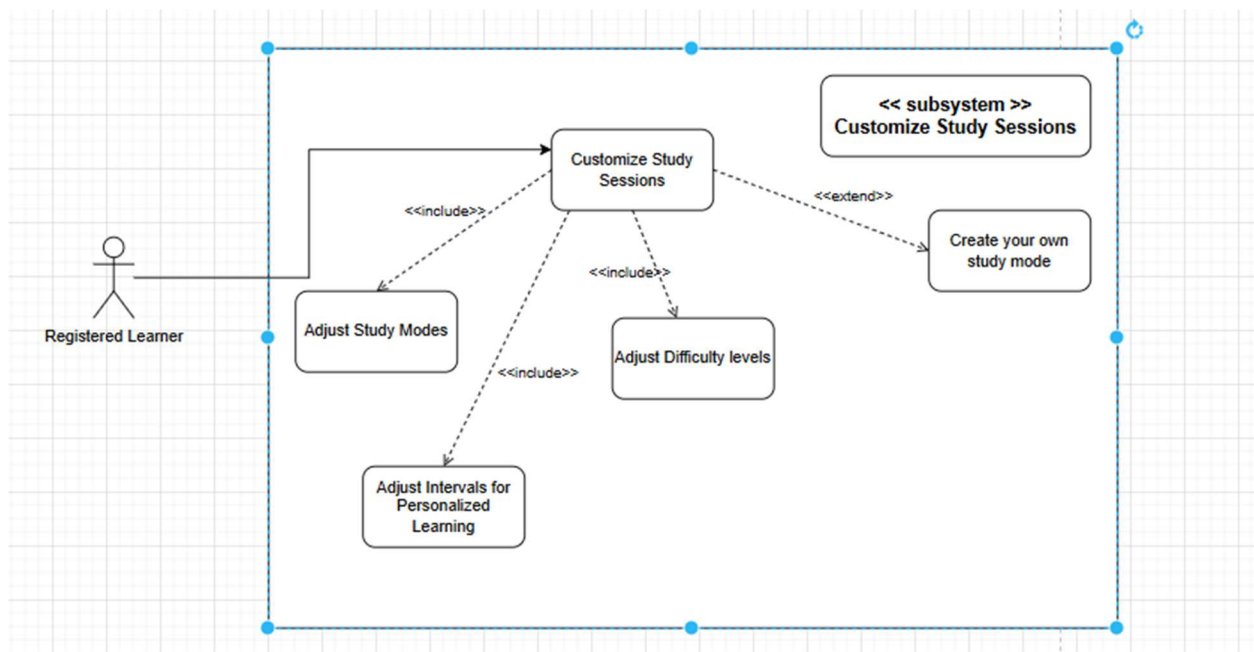 << subsystem >>
Customize Study Sessions
Customize Study
Sessions
<<include>>
<<extend>>
Create your own
study mode
<<include>>
Registered Learner
Adjust Study Modes
Adjust Difficulty levels
<<include>>
Adjust Intervals for
Personalized
Learning